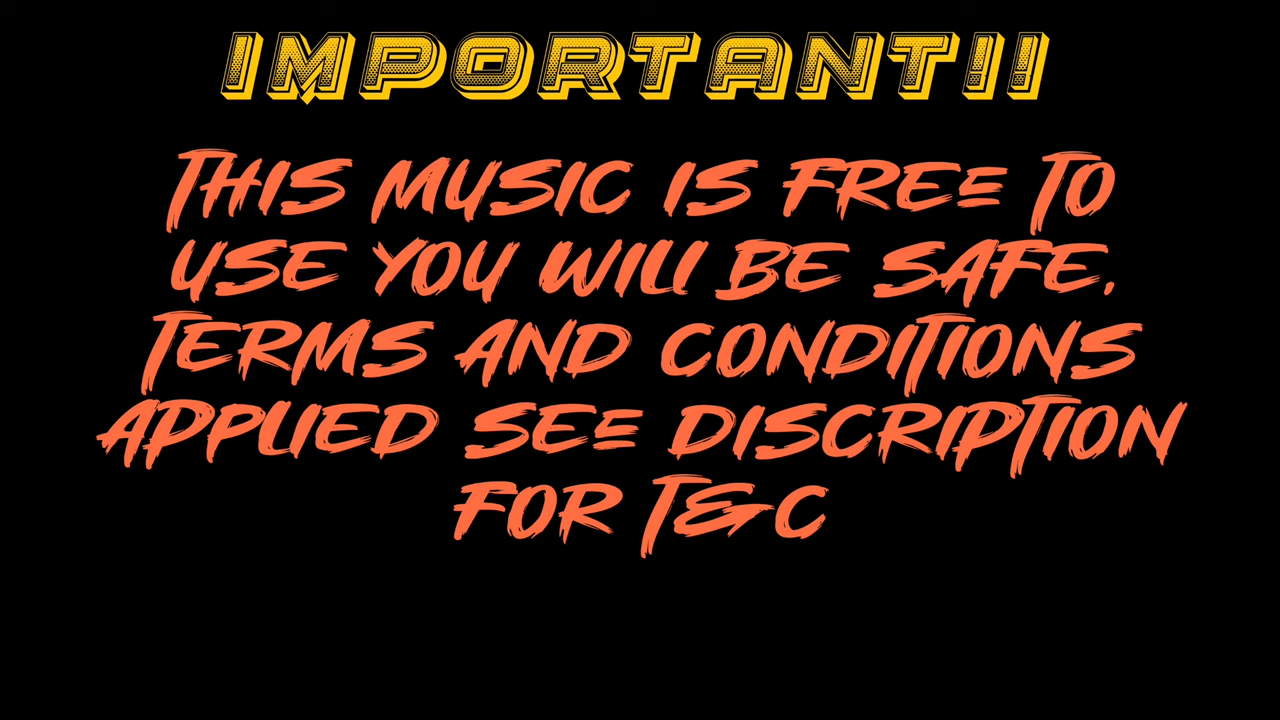 IMPORTANT!!
THIS MUSIC IS FREE TO
USE YOU WILL BE SAFE.
TERMS AND CONDITIONS
APPLIED SEE DISCRIPTION
FOR T&C